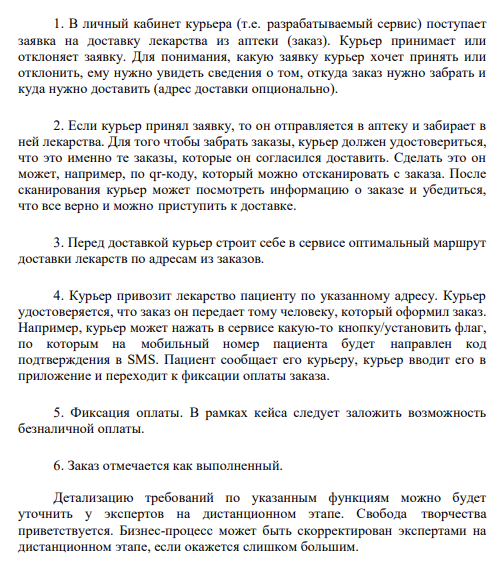 1. В личный кабинет курьера (т.е. разрабатываемый сервис) поступает
заявка на доставку лекарства из аптеки (заказ). Курьер принимает или
отклоняет заявку. Для понимания, какую заявку курьер хочет принять или
отклонить, ему нужно увидеть сведения о том, откуда заказ нужно забрать и
куда нужно доставить (адрес доставки опционально).
2. Если курьер принял заявку, то он отправляется в аптеку и забирает в
ней лекарства. Для того чтобы забрать заказы, курьер должен удостовериться,
что это именно те заказы, которые он согласился доставить. Сделать это он
может, например, по qr-коду, который можно отсканировать с заказа. После
сканирования курьер может посмотреть информацию о заказе и убедиться,
что все верно и можно приступить к доставке.
3. Перед доставкой курьер строит себе в сервисе оптимальный маршрут
доставки лекарств по адресам из заказов.
4. Курьер привозит лекарство пациенту по указанному адресу. Курьер
удостоверяется, что заказ он передает тому человеку, который оформил заказ.
Например, курьер может нажать в сервисе какую-то кнопку/установить флаг,
по которым на мобильный номер пациента будет направлен код
подтверждения в SMS. Пациент сообщает его курьеру, курьер вводит его в
приложение и переходит к фиксации оплаты заказа.
5. Фиксация оплаты. В рамках кейса следует заложить возможность
безналичной оплаты.
6. Заказ отмечается как выполненный.
Детализацию требований по указанным функциям можно будет
уточнить у экспертов на дистанционном этапе. Свобода творчества
приветствуется. Бизнес-процесс может быть скорректирован экспертами на
дистанционном этапе, если окажется слишком большим.